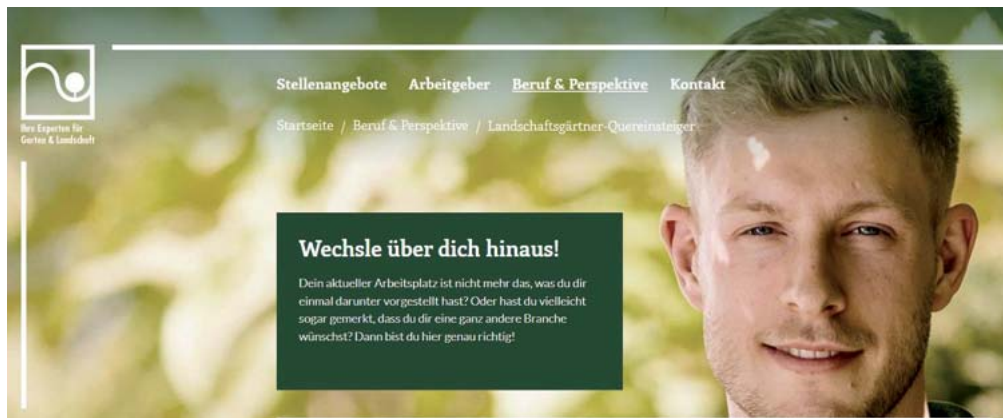 Ihre Experten für
Garten & Landschaft
Stellenangebote Arbeitgeber Beruf & Perspektive Kontakt
Startseite / Beruf & Perspektive / Landschaftsgärtner-Quereinsteiger
Wechsle über dich hinaus!
Dein aktueller Arbeitsplatz ist nicht mehr das, was du dir
einmal darunter vorgestellt hast? Oder hast du vielleicht
sogar gemerkt, dass du dir eine ganz andere Branche
wünschst? Dann bist du hier genau richtig!